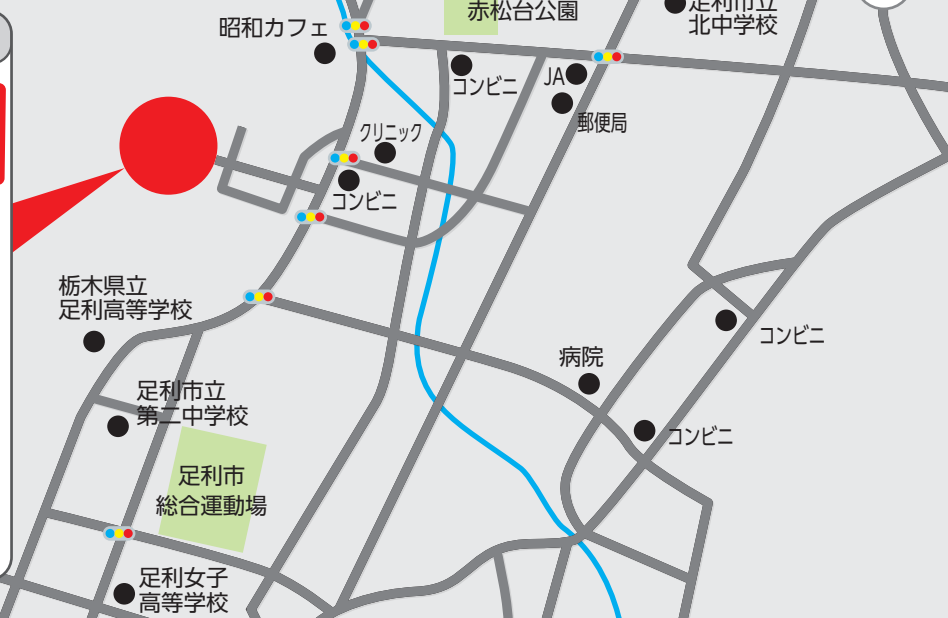 赤松台公園
足利市立
北中学校
昭和カフェ
コンビニ
JA
郵便局
クリニック
コンビニ
栃木県立
足利高等学校
コンビニ
病院
足利市立
第二中学校
コンビニ
足利市
総合運動場
足利女子
高等学校